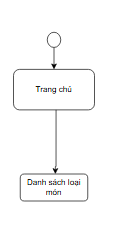 Trang chủ
Danh sách loại
món